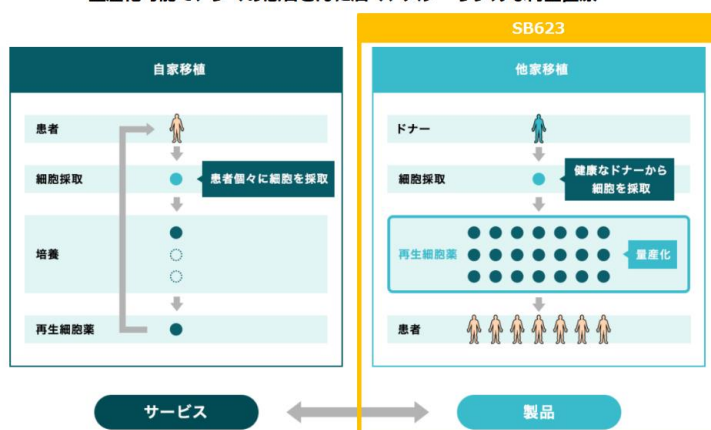 SB623
自家移植
患者
細胞採取
患者個々に細胞を採取
培養
再生細胞薬
サービス
他家移植
ドナー
細胞採取
健康なドナーから
細胞を採取
再生細胞薬
量産化
患者
製品